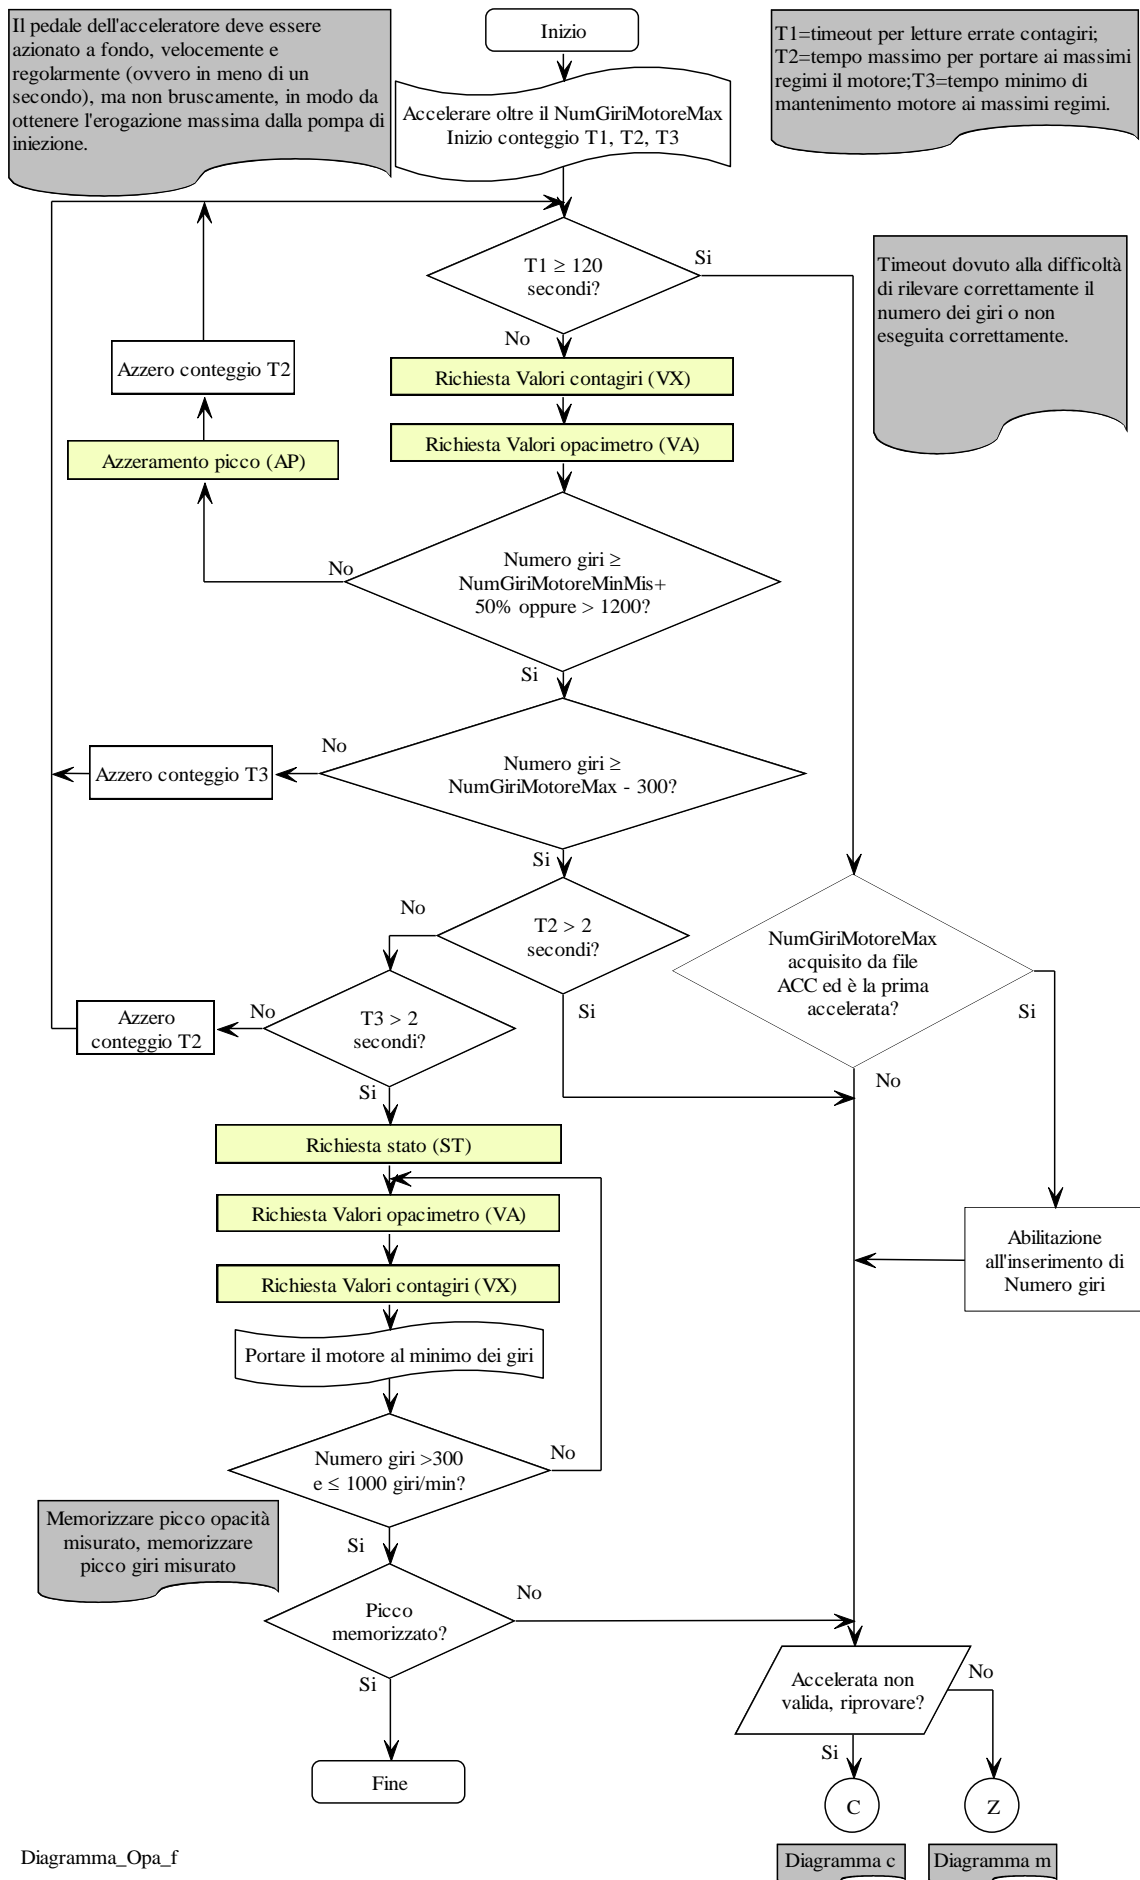 Il pedale dell'acceleratore deve essere
azionato a fondo, velocemente e
regolarmente (ovvero in meno di un
secondo), ma non bruscamente, in modo da
ottenere l'erogazione massima dalla pompa di
iniezione.
Inizio
T1=timeout per letture errate contagiri;
T2=tempo massimo per portare ai massimi
regimi il motore;T3=tempo minimo di
mantenimento motore ai massimi regimi.
Accelerare oltre il NumGiriMotoreMax
Inizio conteggio T1, T2, T3
T1 ≥ 120
secondi?
Si
No
Timeout dovuto alla difficoltà
di rilevare correttamente il
numero dei giri o non
eseguita correttamente.
Azzero conteggio T2
Richiesta Valori contagiri (VX)
Azzeramento picco (AP)
Richiesta Valori opacimetro (VA)
No
Numero giri ≥
NumGiriMotoreMinMis+
50% oppure > 1200?
Si
No
Azzero conteggio T3
Numero giri ≥
NumGiriMotoreMax - 300?
Si
No
T2 > 2
secondi?
Si
NumGiriMotoreMax
acquisito da file
ACC ed è la prima
accelerata?
Si
No
Azzero
conteggio T2
No
T3 > 2
secondi?
Si
Richiesta stato (ST)
Richiesta Valori opacimetro (VA)
Richiesta Valori contagiri (VX)
Abilitazione
all'inserimento di
Numero giri
Portare il motore al minimo dei giri
Numero giri >300
e ≤ 1000 giri/min?
No
Si
Memorizzare picco opacità
misurato, memorizzare
picco giri misurato
Picco
memorizzato?
No
Si
Accelerata non
valida, riprovare?
No
Si
Fine
C
Z
Diagramma_Opa_f
Diagramma c
Diagramma m